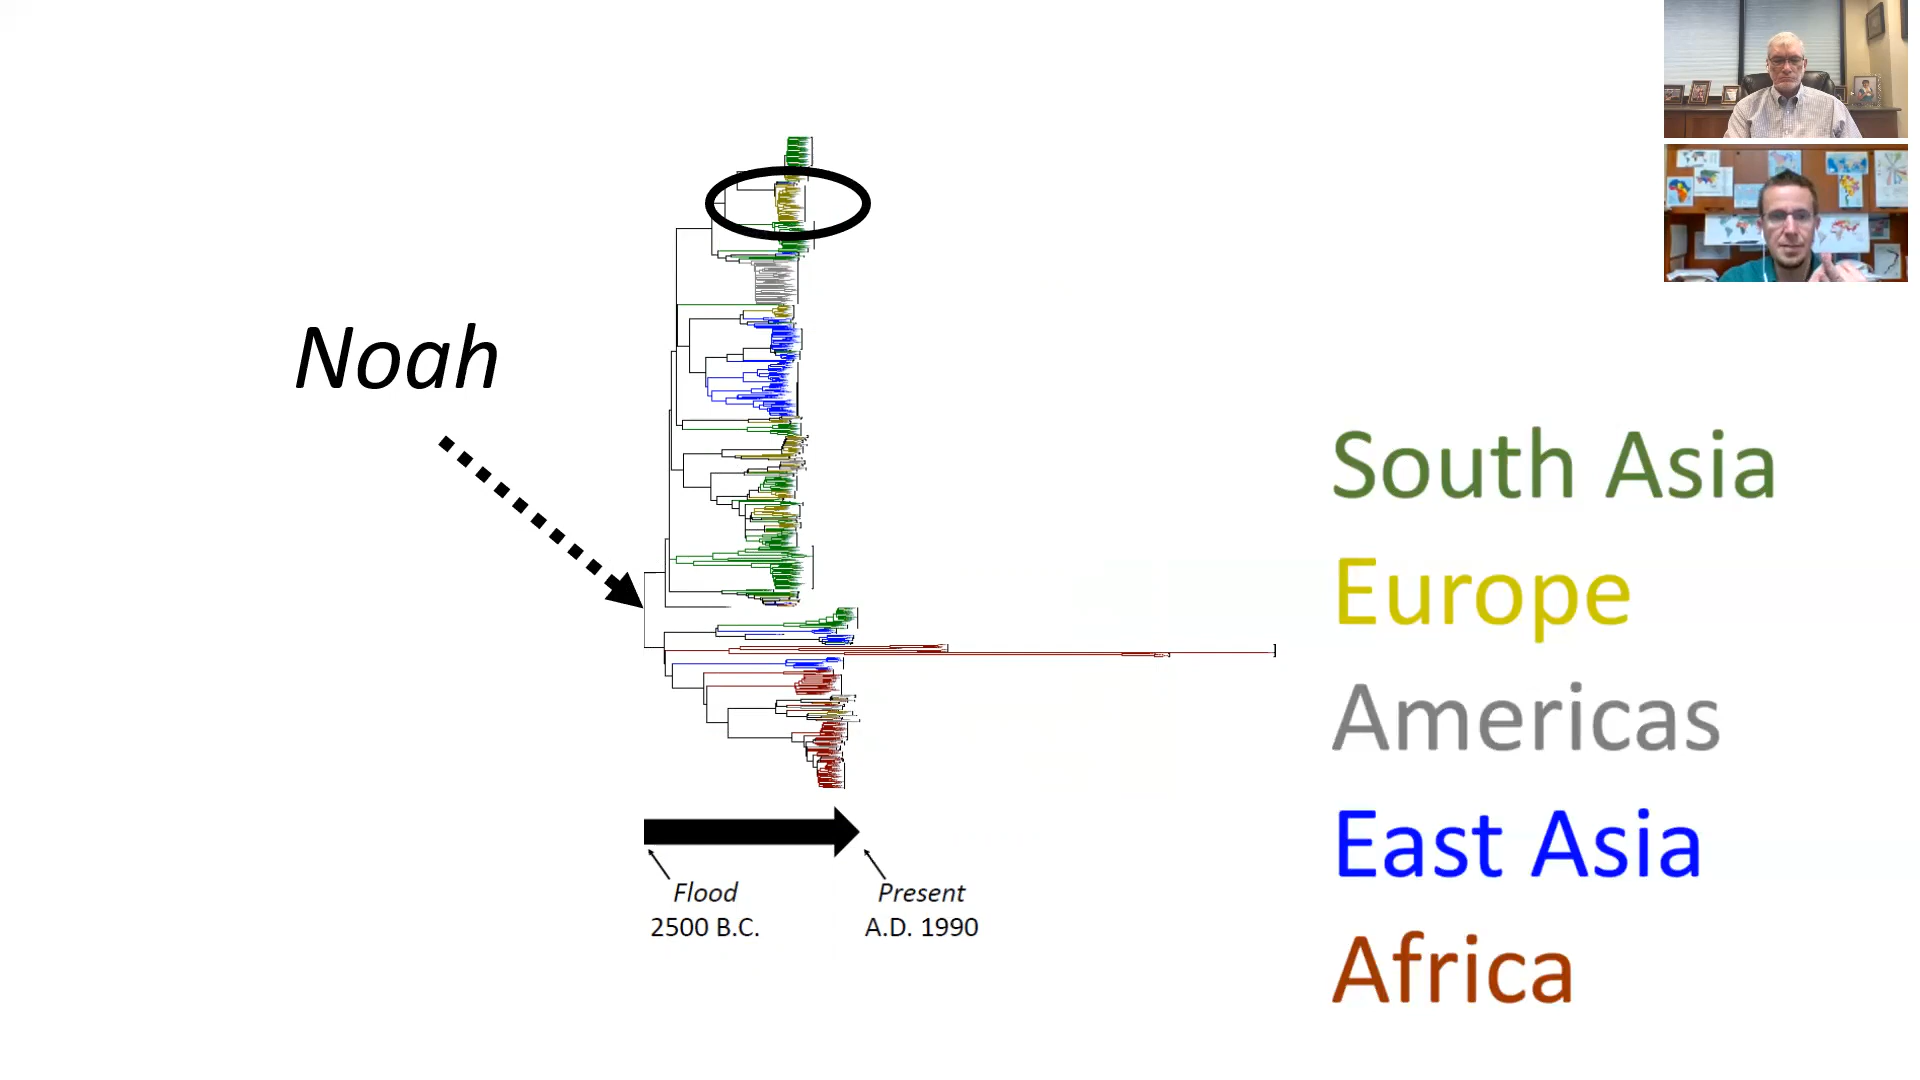 Noah
South Asia
Europe
Americas
East Asia
Africa
Flood
2500 B.C.
Present
A.D. 1990